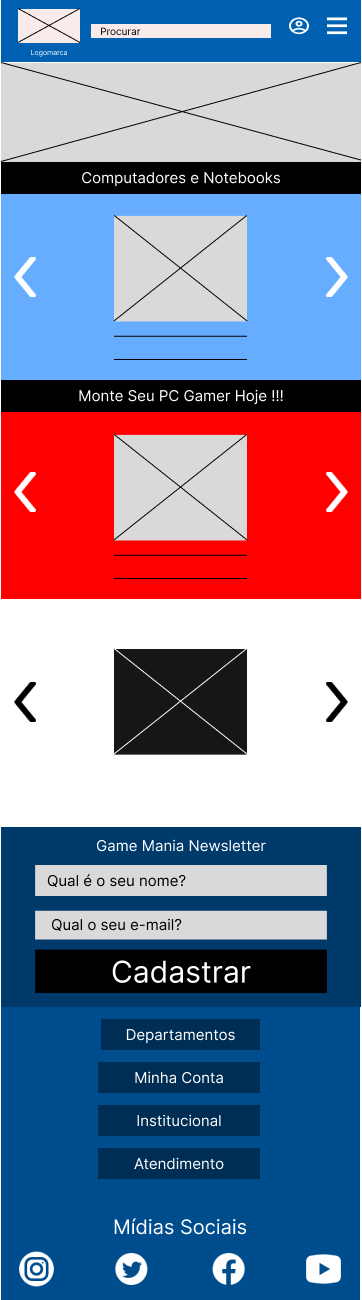 Procurar
Logomarca
Computadores e Notebooks
Monte Seu PC Gamer Hoje !!!
Game Mania Newsletter
Qual é o seu nome?
Qual o seu e-mail?
Cadastrar
Departamentos
Minha Conta
Institucional
Atendimento
Mídias Sociais